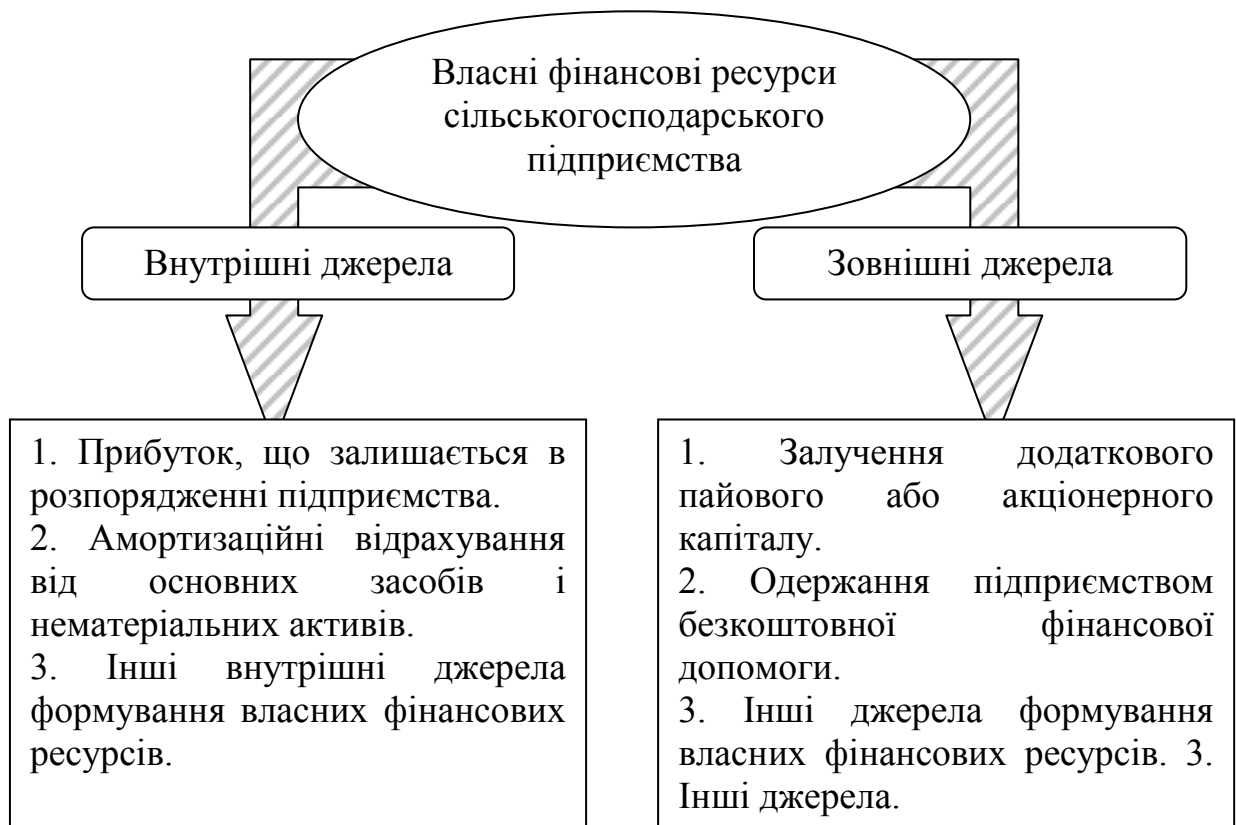 Власні фінансові ресурси
сільськогосподарського
підприємства
Внутрішні джерела
Зовнішні джерела
1. Прибуток, що залишається в
розпорядженні підприємства.
2. Амортизаційні відрахування
від основних засобів і
нематеріальних активів.
3. Інші внутрішні джерела
формування власних фінансових
ресурсів.
1. Залучення додаткового
пайового або акціонерного
капіталу.
2. Одержання підприємством
безкоштовної фінансової
допомоги.
3. Інші джерела формування
власних фінансових ресурсів. 3.
Інші джерела.